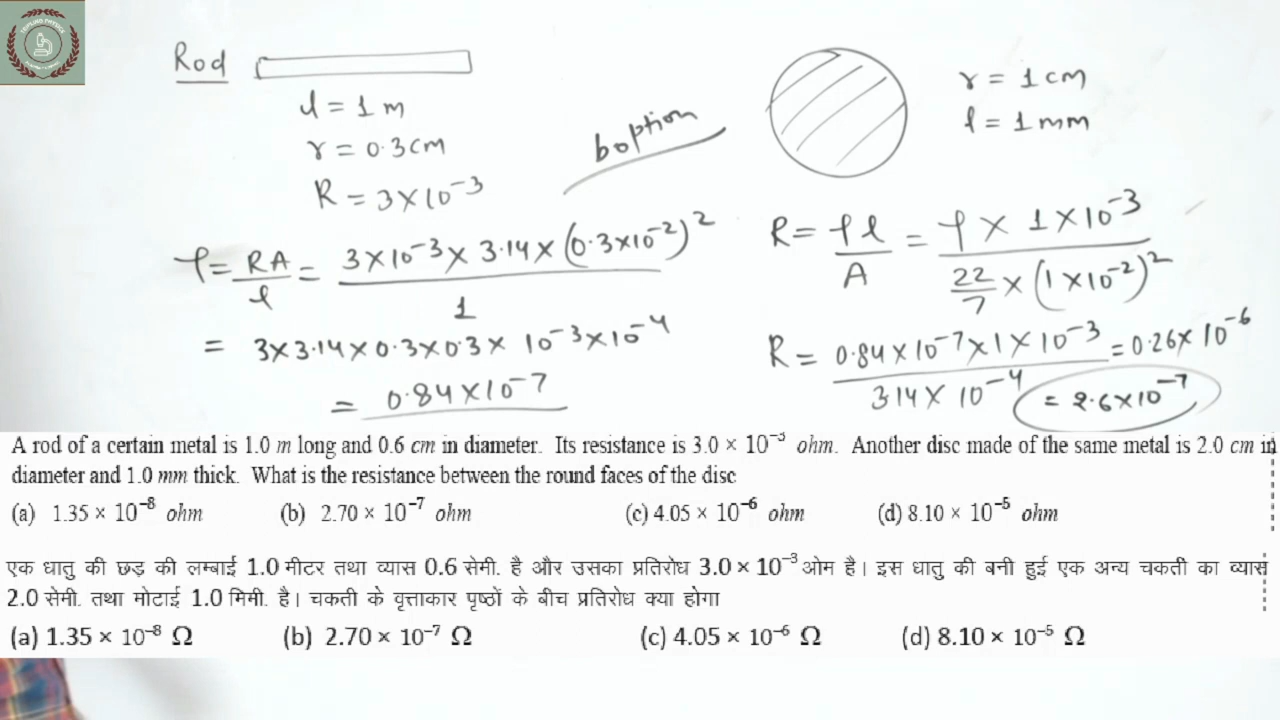 Rod
l = 1 m
r = 0.3 cm
R = 3×10⁻³
ρ = RA/l = 3×10⁻³ × 3.14 × (0.3×10⁻²)² / 1
= 3×3.14×0.3×0.3× 10⁻³×10⁻⁴
= 0.84×10⁻⁷
b option
r = 1 cm
l = 1 mm
R = ρl/A = ρ × 1×10⁻³ / 22/7 × (1×10⁻²)²
R = 0.84×10⁻⁷×1×10⁻³ / 3.14× 10⁻⁴ = 0.26× 10⁻⁶
= 2.6×10⁻⁷
A rod of a certain metal is 1.0 m long and 0.6 cm in diameter. Its resistance is 3.0 × 10⁻³ ohm. Another disc made of the same metal is 2.0 cm in
diameter and 1.0 mm thick. What is the resistance between the round faces of the disc
(a) 1.35 × 10⁻⁸ ohm (b) 2.70 × 10⁻⁷ ohm (c) 4.05 × 10⁻⁶ ohm (d) 8.10 × 10⁻⁵ ohm
एक धातु की छड़ की लम्बाई 1.0 मीटर तथा व्यास 0.6 सेमी. है और उसका प्रतिरोध 3.0 × 10⁻³ ओम है। इस धातु की बनी हुई एक अन्य चकती का व्यास
2.0 सेमी. तथा मोटाई 1.0 मिमी. है। चकती के वृत्ताकार पृष्ठों के बीच प्रतिरोध क्या होगा
(a) 1.35 × 10⁻⁸ Ω (b) 2.70 × 10⁻⁷ Ω (c) 4.05 × 10⁻⁶ Ω (d) 8.10 × 10⁻⁵ Ω